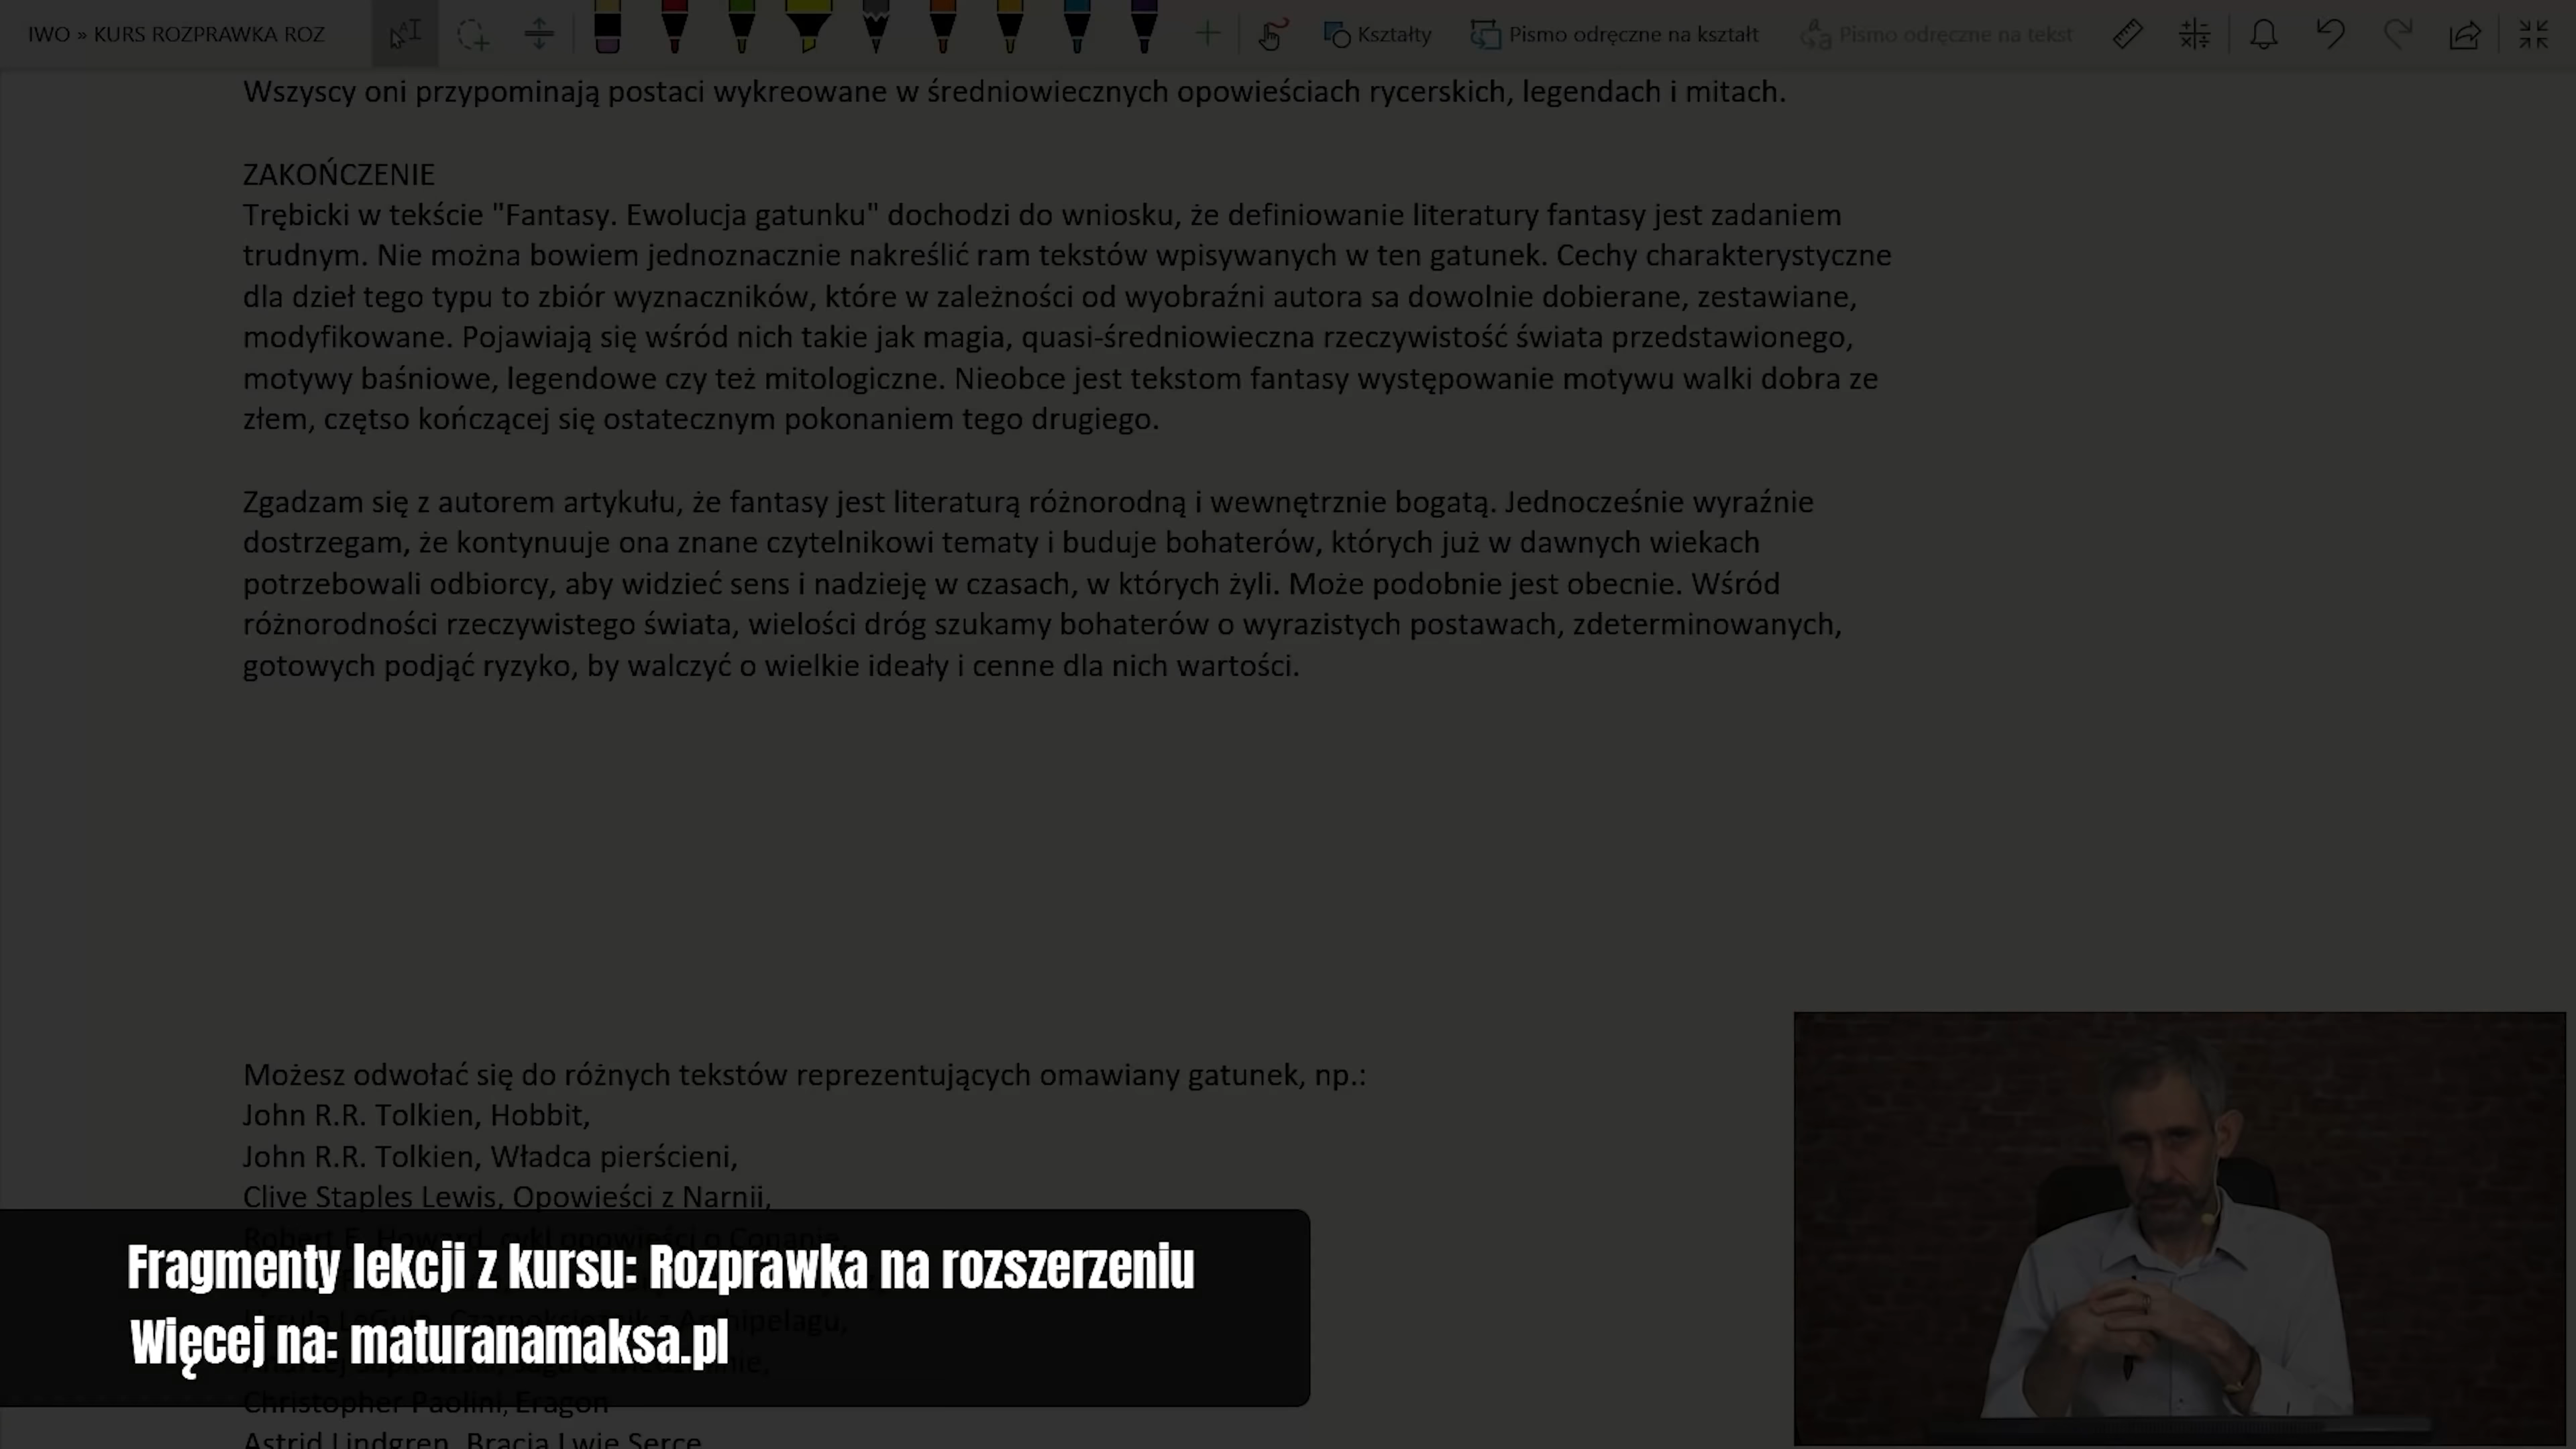 IWO » KURS ROZPRAWKA ROZ
Kształty
Pismo odręczne na kształt
Pismo odręczne na tekst
Wszyscy oni przypominają postaci wykreowane w średniowiecznych opowieściach rycerskich, legendach i mitach.
ZAKOŃCZENIE
Trębicki w tekście "Fantasy. Ewolucja gatunku" dochodzi do wniosku, że definiowanie literatury fantasy jest zadaniem
trudnym. Nie można bowiem jednoznacznie nakreślić ram tekstów wpisywanych w ten gatunek. Cechy charakterystyczne
dla dzieł tego typu to zbiór wyznaczników, które w zależności od wyobraźni autora sa dowolnie dobierane, zestawiane,
modyfikowane. Pojawiają się wśród nich takie jak magia, quasi-średniowieczna rzeczywistość świata przedstawionego,
motywy baśniowe, legendowe czy też mitologiczne. Nieobce jest tekstom fantasy występowanie motywu walki dobra ze
złem, czętso kończącej się ostatecznym pokonaniem tego drugiego.
Zgadzam się z autorem artykułu, że fantasy jest literaturą różnorodną i wewnętrznie bogatą. Jednocześnie wyraźnie
dostrzegam, że kontynuuje ona znane czytelnikowi tematy i buduje bohaterów, których już w dawnych wiekach
potrzebowali odbiorcy, aby widzieć sens i nadzieję w czasach, w których żyli. Może podobnie jest obecnie. Wśród
różnorodności rzeczywistego świata, wielości dróg szukamy bohaterów o wyrazistych postawach, zdeterminowanych,
gotowych podjąć ryzyko, by walczyć o wielkie ideały i cenne dla nich wartości.
Możesz odwołać się do różnych tekstów reprezentujących omawiany gatunek, np.:
John R.R. Tolkien, Hobbit,
John R.R. Tolkien, Władca pierścieni,
Clive Staples Lewis, Opowieści z Narnii,
Robert E. Howard, cykl opowieści o Conanie,
Fragmenty lekcji z kursu: Rozprawka na rozszerzeniu
Więcej na: maturanamaksa.pl
Christopher Paolini, Eragon
Astrid Lindgren, Bracia Lwie Serce